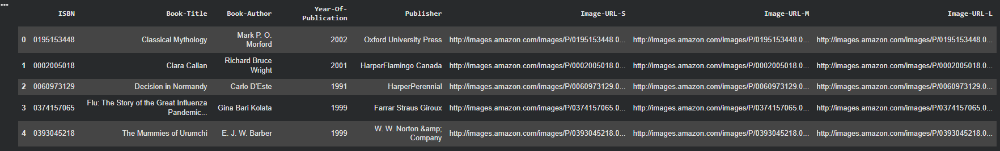 ISBN Book-Title Book-Author Year-Of-Publication Publisher Image-URL-S Image-URL-M Image-URL-L
0 0195153448 Classical Mythology Mark P. O. Morford 2002 Oxford University Press http://images.amazon.com/images/P/0195153448.0... http://images.amazon.com/images/P/0195153448.0... http://images.amazon.com/images/P/0195153448.0...
1 0002005018 Clara Callan Richard Bruce Wright 2001 HarperFlamingo Canada http://images.amazon.com/images/P/0002005018.0... http://images.amazon.com/images/P/0002005018.0... http://images.amazon.com/images/P/0002005018.0...
2 0060973129 Decision in Normandy Carlo D'Este 1991 HarperPerennial http://images.amazon.com/images/P/0060973129.0... http://images.amazon.com/images/P/0060973129.0... http://images.amazon.com/images/P/0060973129.0...
3 0374157065 Flu: The Story of the Great Influenza Pandemic... Gina Bari Kolata 1999 Farrar Straus Giroux http://images.amazon.com/images/P/0374157065.0... http://images.amazon.com/images/P/0374157065.0... http://images.amazon.com/images/P/0374157065.0...
4 0393045218 The Mummies of Urumchi E. J. W. Barber 1999 W. W. Norton &amp; Company http://images.amazon.com/images/P/0393045218.0... http://images.amazon.com/images/P/0393045218.0... http://images.amazon.com/images/P/0393045218.0...